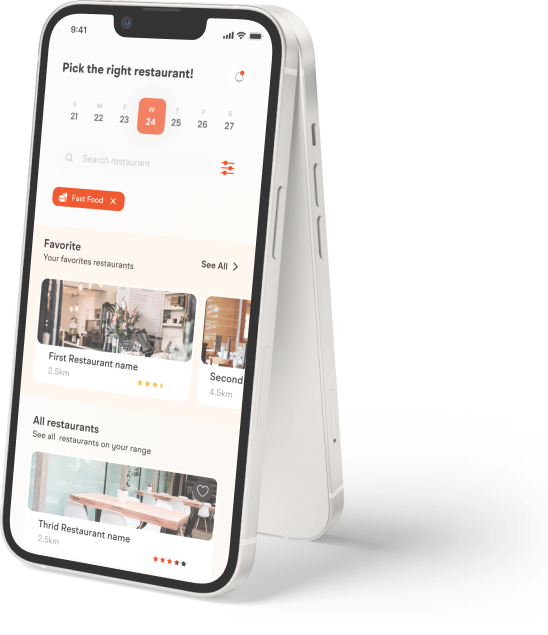 9:41
Pick the right restaurant!
S M T W T F S
21 22 23 24 25 26 27
Search restaurant
Fast Food X
Favorite
Your favorites restaurants
See All >
First Restaurant name
2.5km
Second
4.5km
All restaurants
See all restaurants on your range
Thrid Restaurant name
2.5km